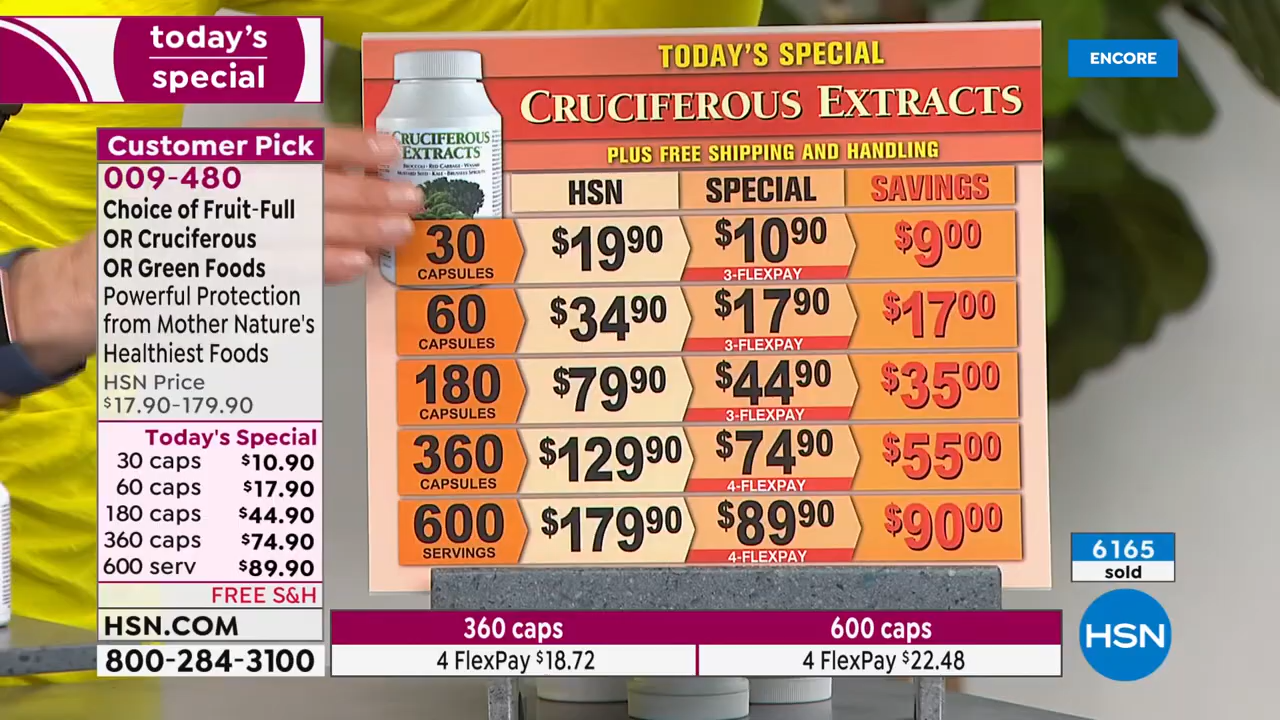 today's
special
Customer Pick
009-480
Choice of Fruit-Full
OR Cruciferous
OR Green Foods
Powerful Protection
from Mother Nature's
Healthiest Foods
HSN Price
$17.90-179.90
Today's Special
30 caps $10.90
60 caps $17.90
180 caps $44.90
360 caps $74.90
600 serv $89.90
FREE S&H
HSN.COM
800-284-3100
TODAY'S SPECIAL
CRUCIFEROUS EXTRACTS
PLUS FREE SHIPPING AND HANDLING
CRUCIFEROUS
EXTRACTS
HSN SPECIAL SAVINGS
30 CAPSULES $19.90 $10.90 3-FLEXPAY $9.00
60 CAPSULES $34.90 $17.90 3-FLEXPAY $17.00
180 CAPSULES $79.90 $44.90 3-FLEXPAY $35.00
360 CAPSULES $129.90 $74.90 4-FLEXPAY $55.00
600 SERVINGS $179.90 $89.90 4-FLEXPAY $90.00
ENCORE
6165
sold
HSN
360 caps 600 caps
4 FlexPay $18.72 4 FlexPay $22.48